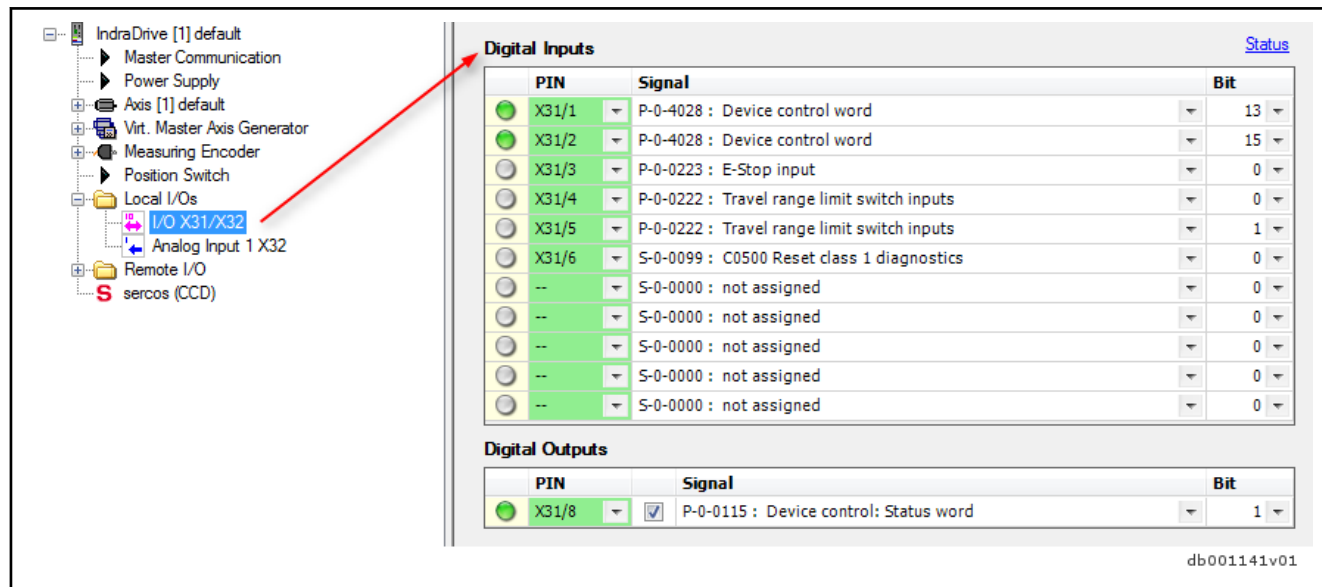 IndraDrive [1] default
Master Communication
Power Supply
Axis [1] default
Virt. Master Axis Generator
Measuring Encoder
Position Switch
Local I/Os
I/O X31/X32
Analog Input 1 X32
Remote I/O
S sercos (CCD)
Digital Inputs Status
PIN Signal Bit
X31/1 P-0-4028 : Device control word 13
X31/2 P-0-4028 : Device control word 15
X31/3 P-0-0223 : E-Stop input 0
X31/4 P-0-0222 : Travel range limit switch inputs 0
X31/5 P-0-0222 : Travel range limit switch inputs 1
X31/6 S-0-0099 : C0500 Reset class 1 diagnostics 0
-- S-0-0000 : not assigned 0
-- S-0-0000 : not assigned 0
-- S-0-0000 : not assigned 0
-- S-0-0000 : not assigned 0
-- S-0-0000 : not assigned 0
Digital Outputs
PIN Signal Bit
X31/8 P-0-0115 : Device control: Status word 1
db001141v01